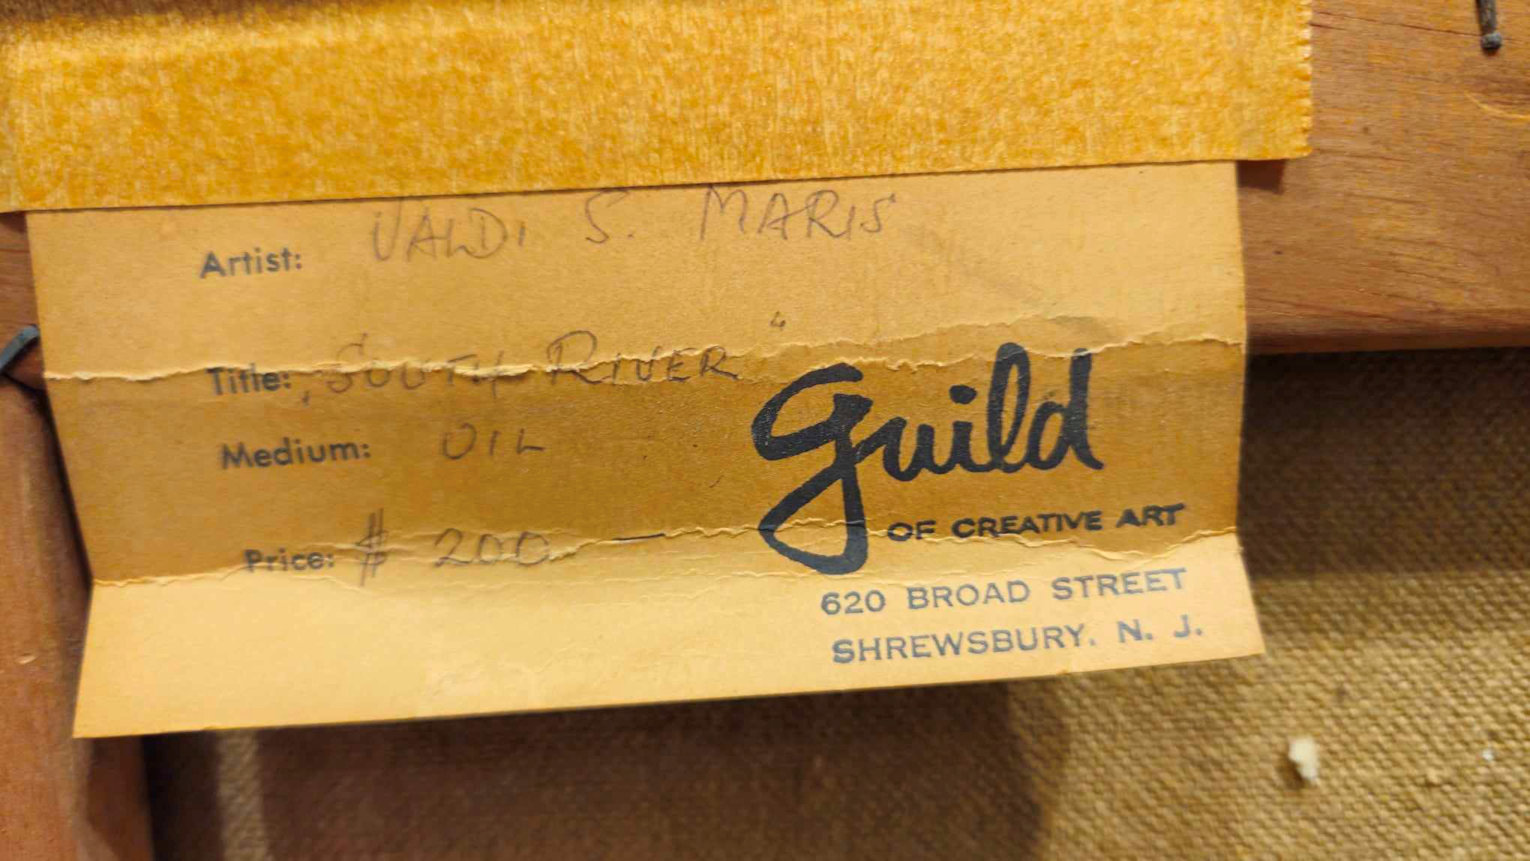 Artist: VALDI S. MARIS
Title: "SOUTH RIVER"
Medium: OIL
Price: $ 200 —
guild
OF CREATIVE ART
620 BROAD STREET
SHREWSBURY. N. J.